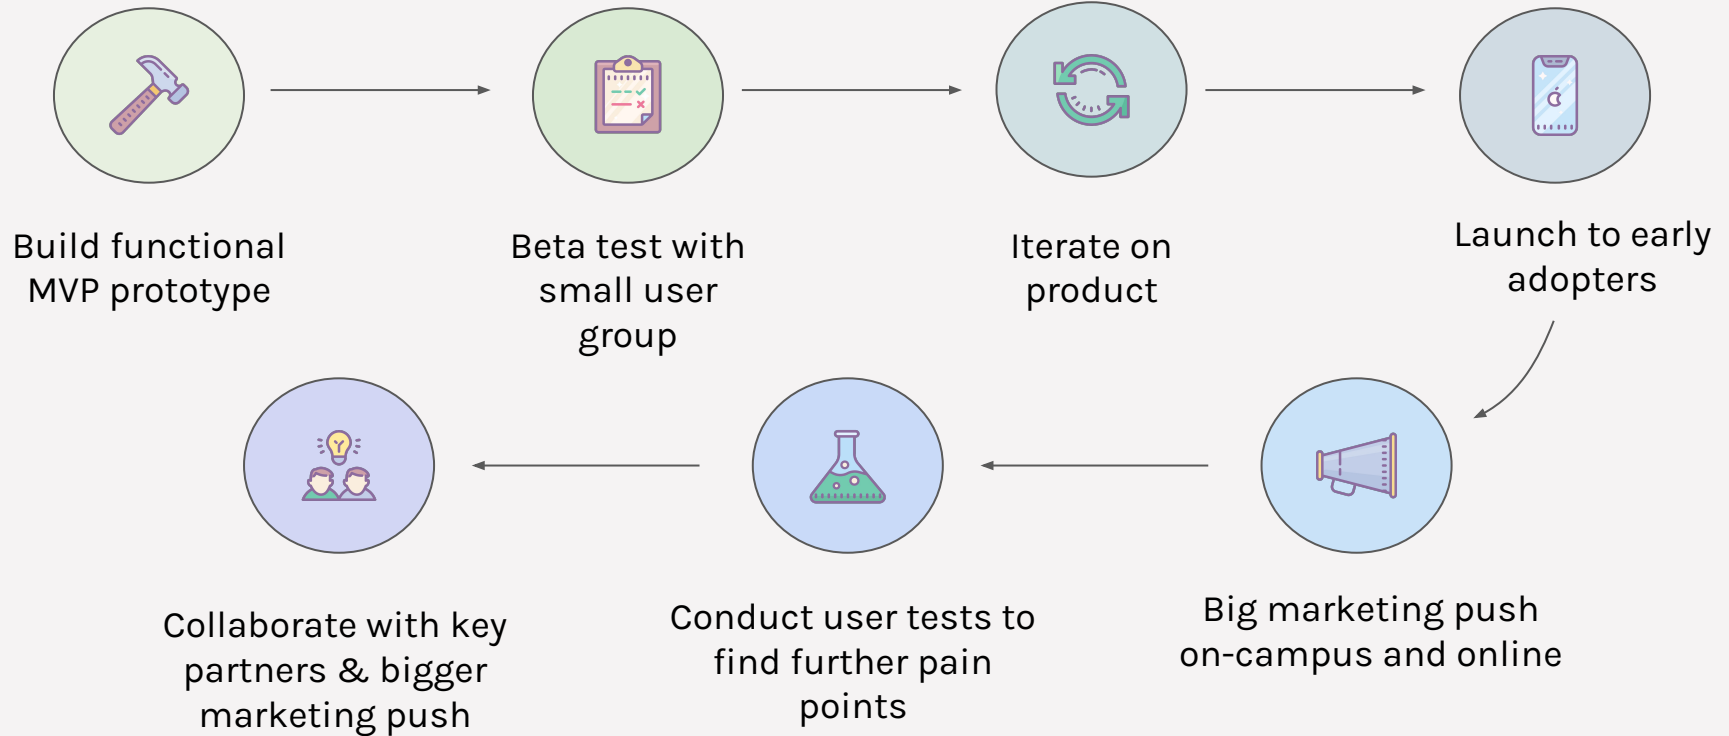 Build functional
MVP prototype
Beta test with
small user
group
Iterate on
product
Launch to early
adopters
Big marketing push
on-campus and online
Conduct user tests to
find further pain
points
Collaborate with key
partners & bigger
marketing push